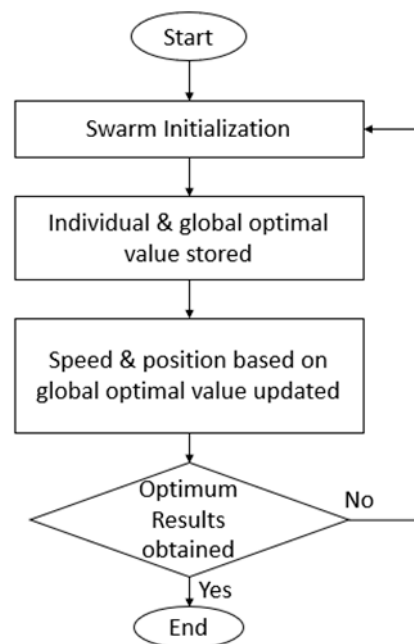 Start
Swarm Initialization
Individual & global optimal
value stored
Speed & position based on
global optimal value updated
Optimum
Results
obtained
No
Yes
End